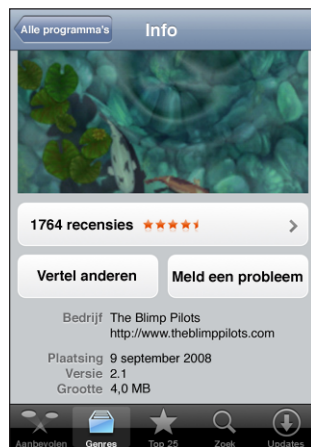 Alle programma's
Info
1764 recensies
Vertel anderen
Meld een probleem
Bedrijf The Blimp Pilots
http://www.theblimppilots.com
Plaatsing 9 september 2008
Versie 2.1
Grootte 4,0 MB
Aanbevolen Genres Top 25 Zoek Updates